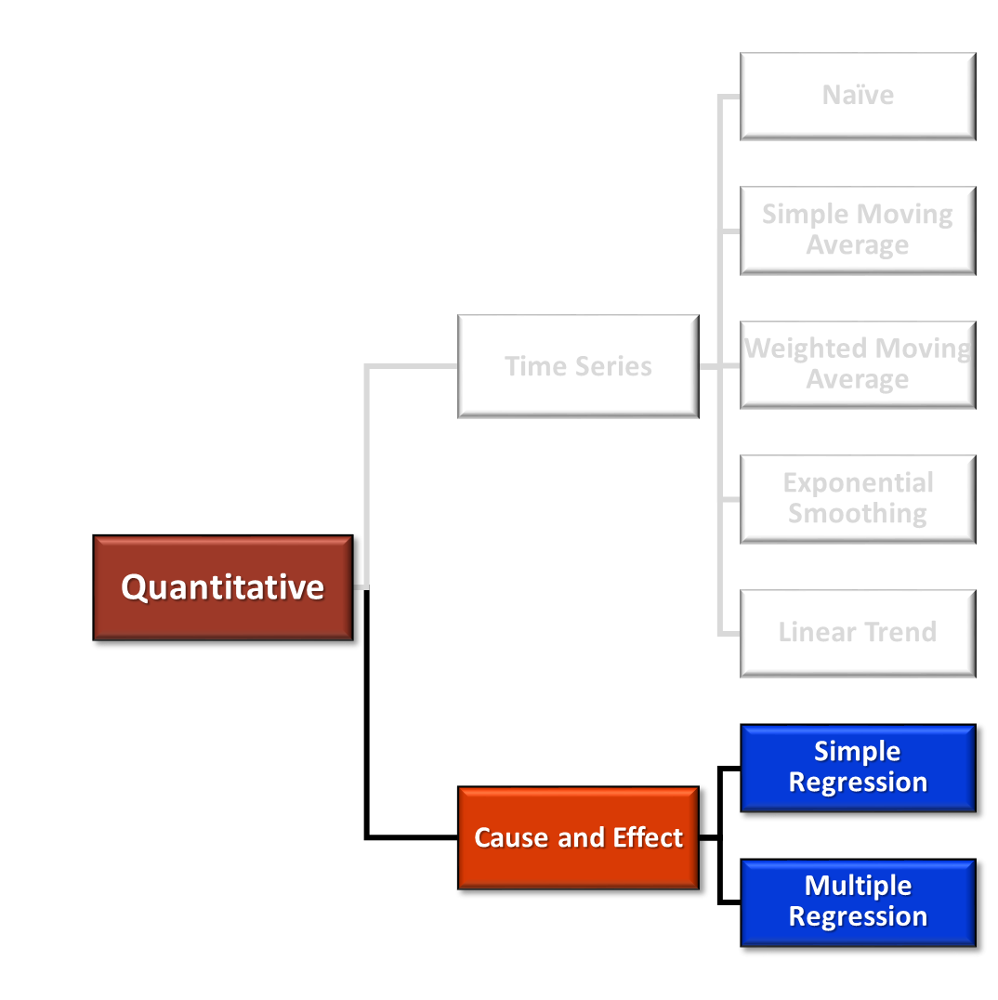 Naïve
Simple Moving
Average
Weighted Moving
Average
Time Series
Exponential
Smoothing
Quantitative
Linear Trend
Simple
Regression
Cause and Effect
Multiple
Regression